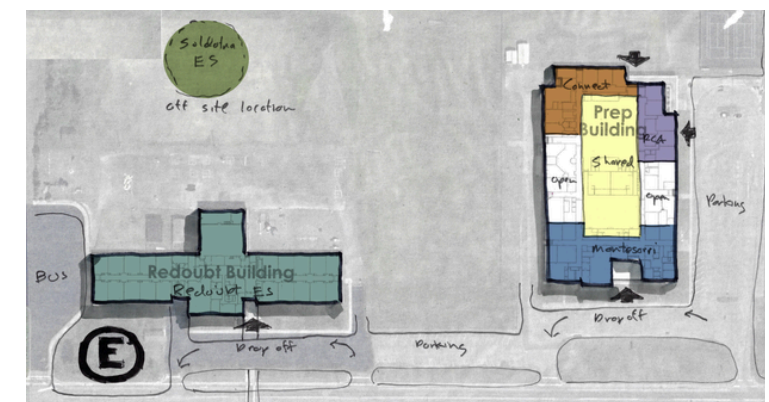 Soldotna
ES
off site location
Connect
Prep
Building
RCA
Shared
open
open
Parking
Montessori
BUS
Redoubt Building
Redoubt ES
Drop off
Drop off
Parking
E